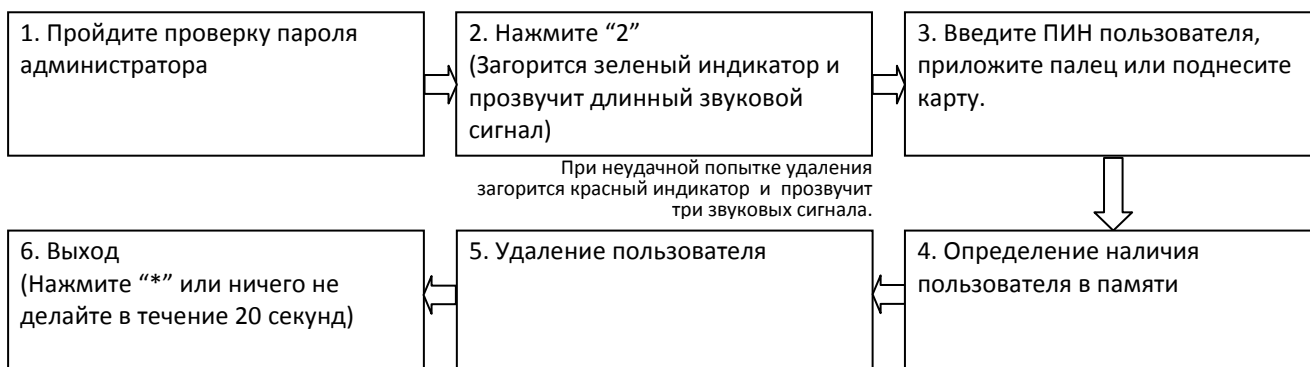 1. Пройдите проверку пароля
администратора
2. Нажмите “2”
(Загорится зеленый индикатор и
прозвучит длинный звуковой
сигнал)
3. Введите ПИН пользователя,
приложите палец или поднесите
карту.
При неудачной попытке удаления
загорится красный индикатор и прозвучит
три звуковых сигнала.
4. Определение наличия
пользователя в памяти
5. Удаление пользователя
6. Выход
(Нажмите “*” или ничего не
делайте в течение 20 секунд)